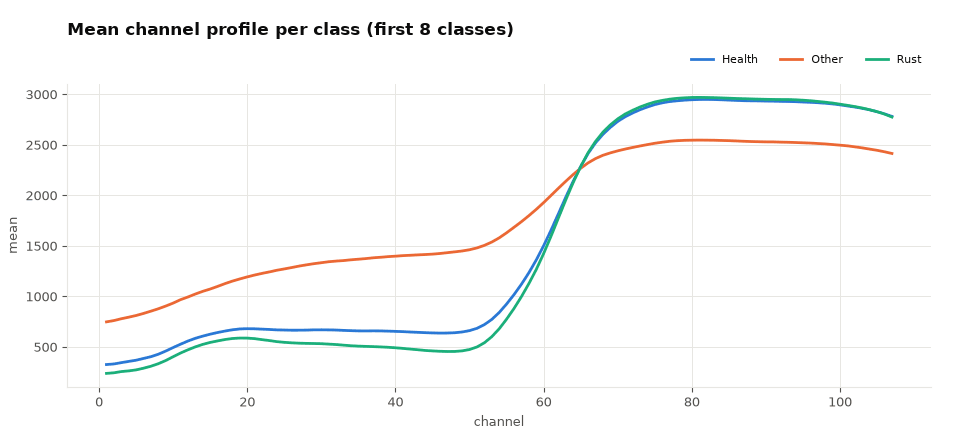 Mean channel profile per class (first 8 classes)
Health Other Rust
3000
2500
2000
1500
1000
500
mean
0 20 40 60 80 100
channel